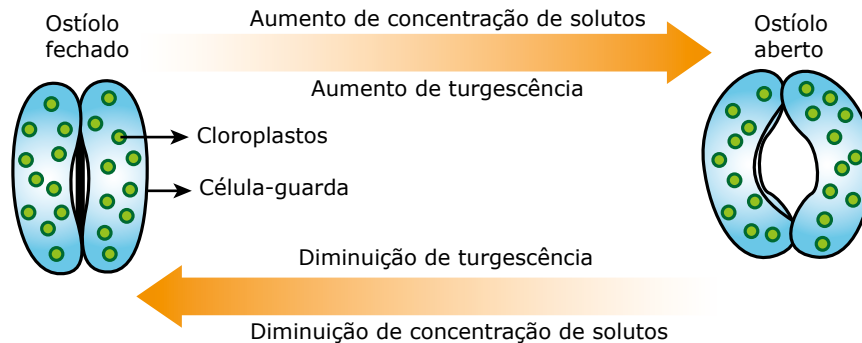 Ostíolo
fechado
Aumento de concentração de solutos
Aumento de turgescência
Ostíolo
aberto
Cloroplastos
Célula-guarda
Diminuição de turgescência
Diminuição de concentração de solutos